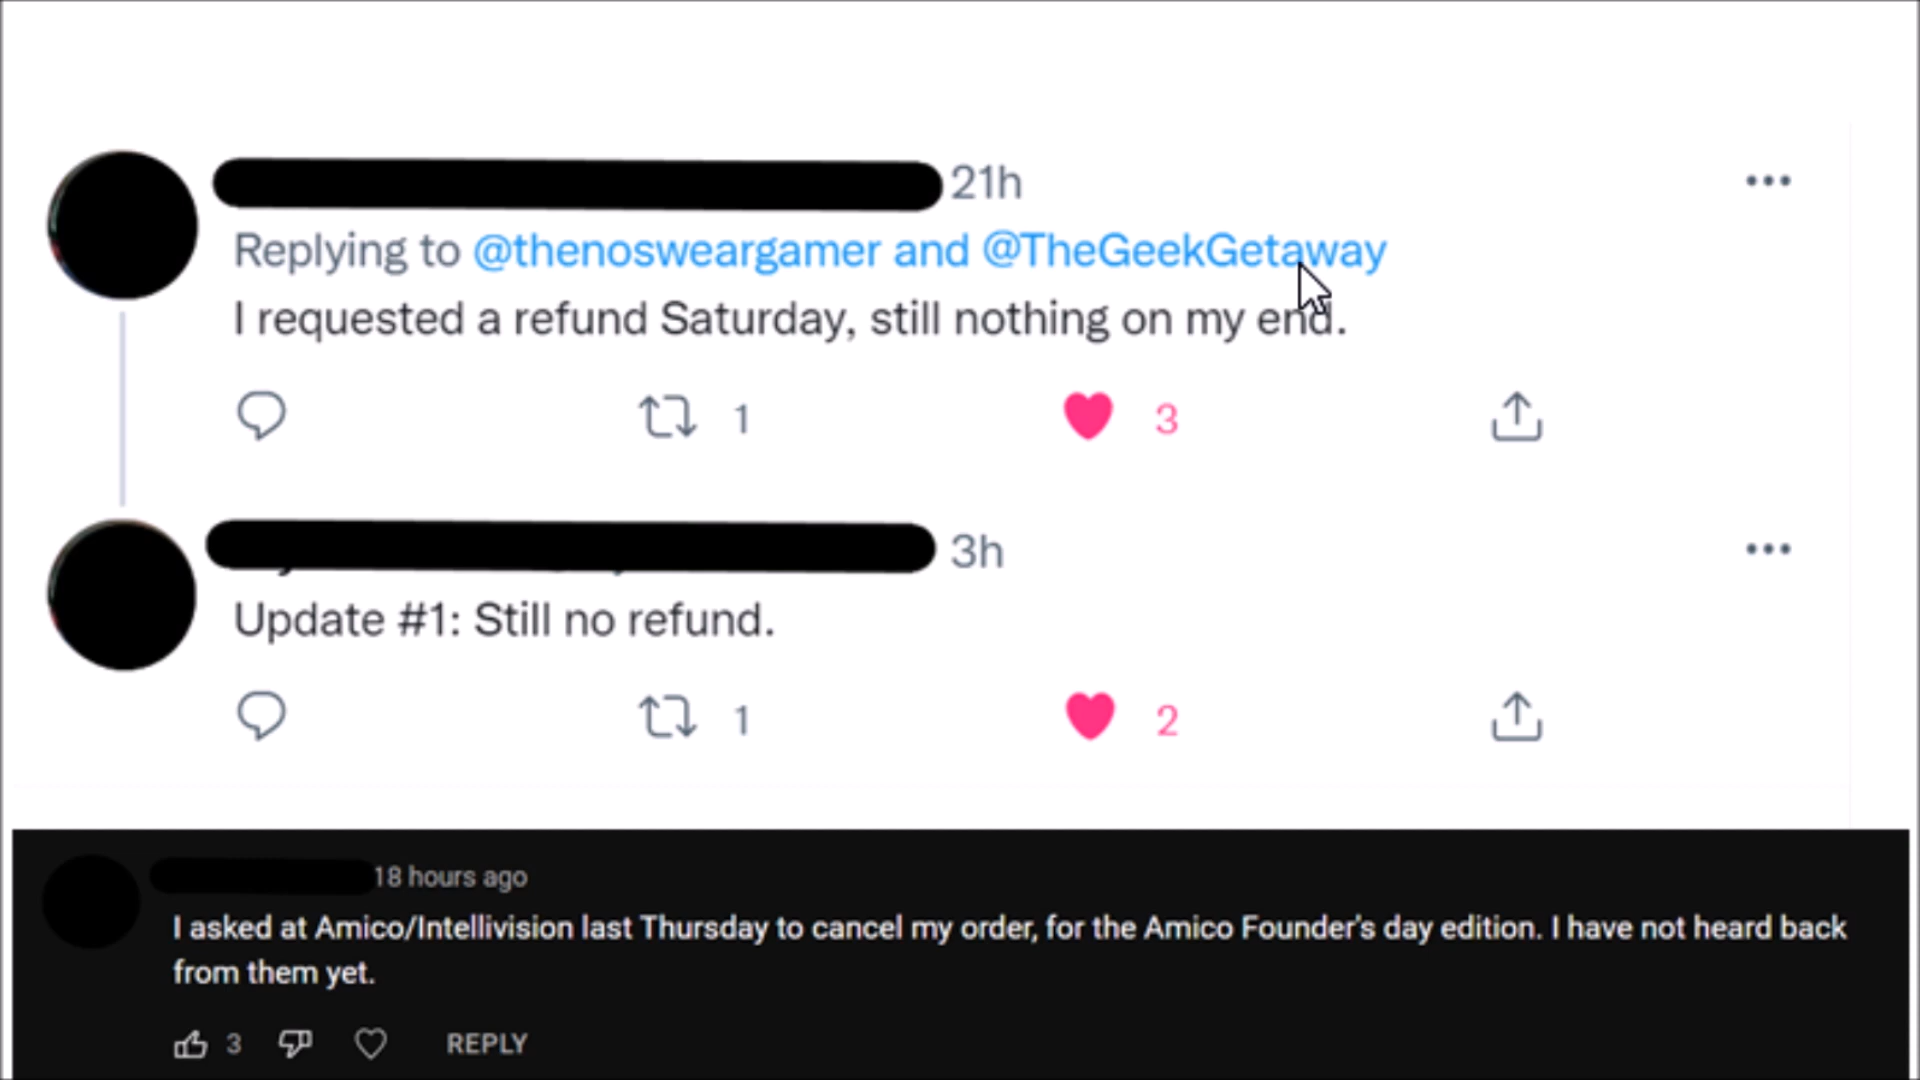 21h
Replying to @thenosweargamer and @TheGeekGetaway
I requested a refund Saturday, still nothing on my end.
1 3
3h
Update #1: Still no refund.
1 2
18 hours ago
I asked at Amico/Intellivision last Thursday to cancel my order, for the Amico Founder's day edition. I have not heard back
from them yet.
3 REPLY